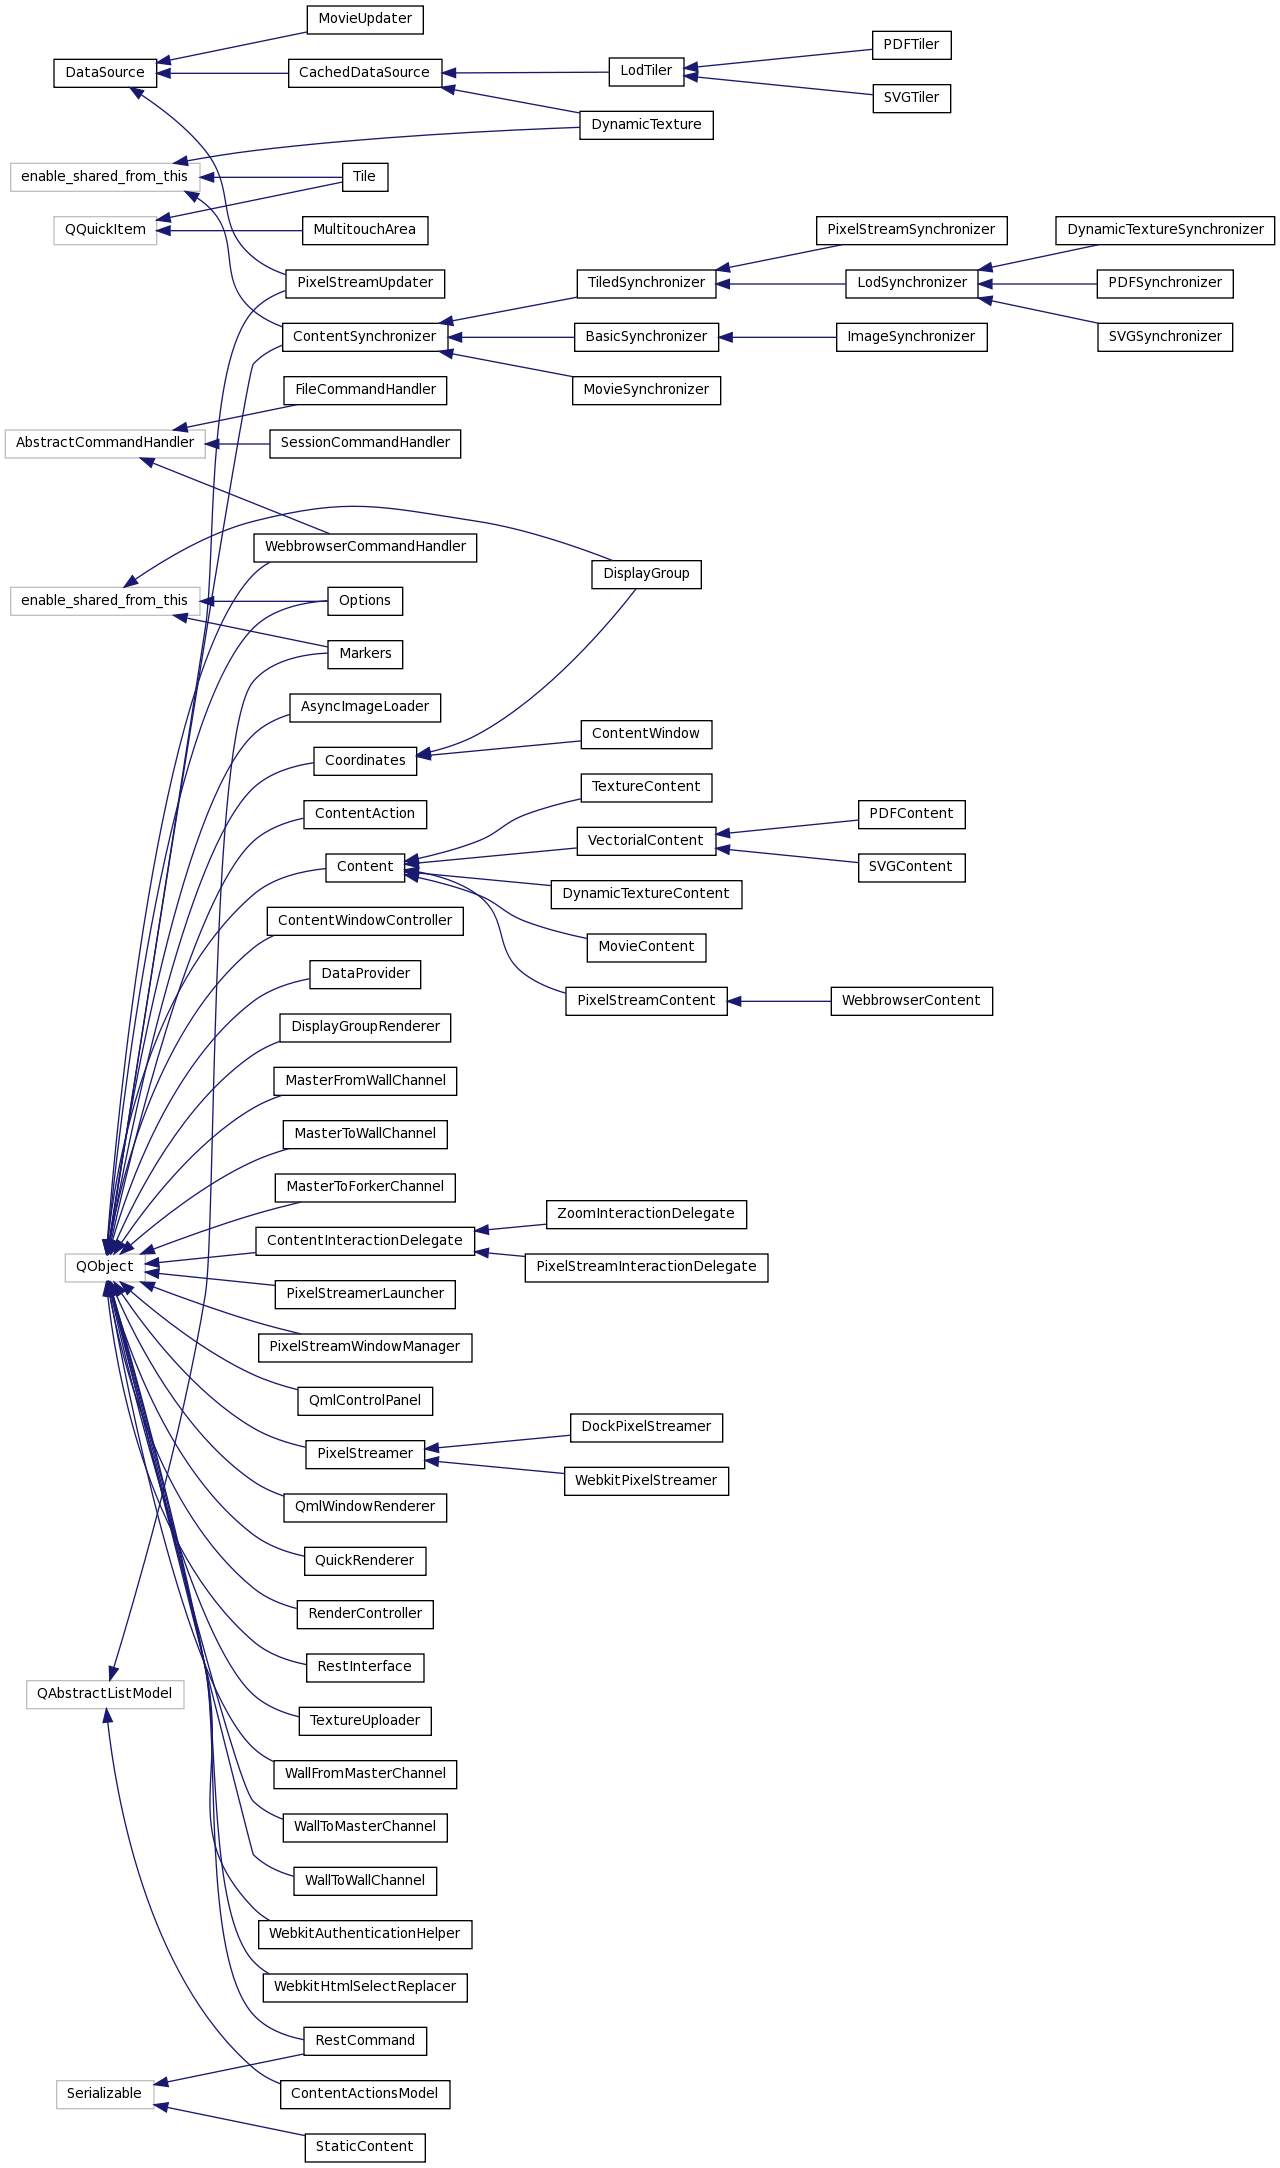 MovieUpdater
PDFTiler
DataSource
CachedDataSource
LodTiler
SVGTiler
DynamicTexture
enable_shared_from_this
Tile
QQuickItem
MultitouchArea
PixelStreamSynchronizer
DynamicTextureSynchronizer
PixelStreamUpdater
TiledSynchronizer
LodSynchronizer
PDFSynchronizer
ContentSynchronizer
BasicSynchronizer
ImageSynchronizer
SVGSynchronizer
FileCommandHandler
MovieSynchronizer
AbstractCommandHandler
SessionCommandHandler
WebbrowserCommandHandler
DisplayGroup
enable_shared_from_this
Options
Markers
AsyncImageLoader
ContentWindow
Coordinates
TextureContent
ContentAction
PDFContent
VectorialContent
Content
SVGContent
DynamicTextureContent
ContentWindowController
MovieContent
DataProvider
PixelStreamContent
WebbrowserContent
DisplayGroupRenderer
MasterFromWallChannel
MasterToWallChannel
MasterToForkerChannel
ZoomInteractionDelegate
ContentInteractionDelegate
QObject
PixelStreamInteractionDelegate
PixelStreamerLauncher
PixelStreamWindowManager
QmlControlPanel
DockPixelStreamer
PixelStreamer
WebkitPixelStreamer
QmlWindowRenderer
QuickRenderer
RenderController
RestInterface
QAbstractListModel
TextureUploader
WallFromMasterChannel
WallToMasterChannel
WallToWallChannel
WebkitAuthenticationHelper
WebkitHtmlSelectReplacer
RestCommand
Serializable
ContentActionsModel
StaticContent